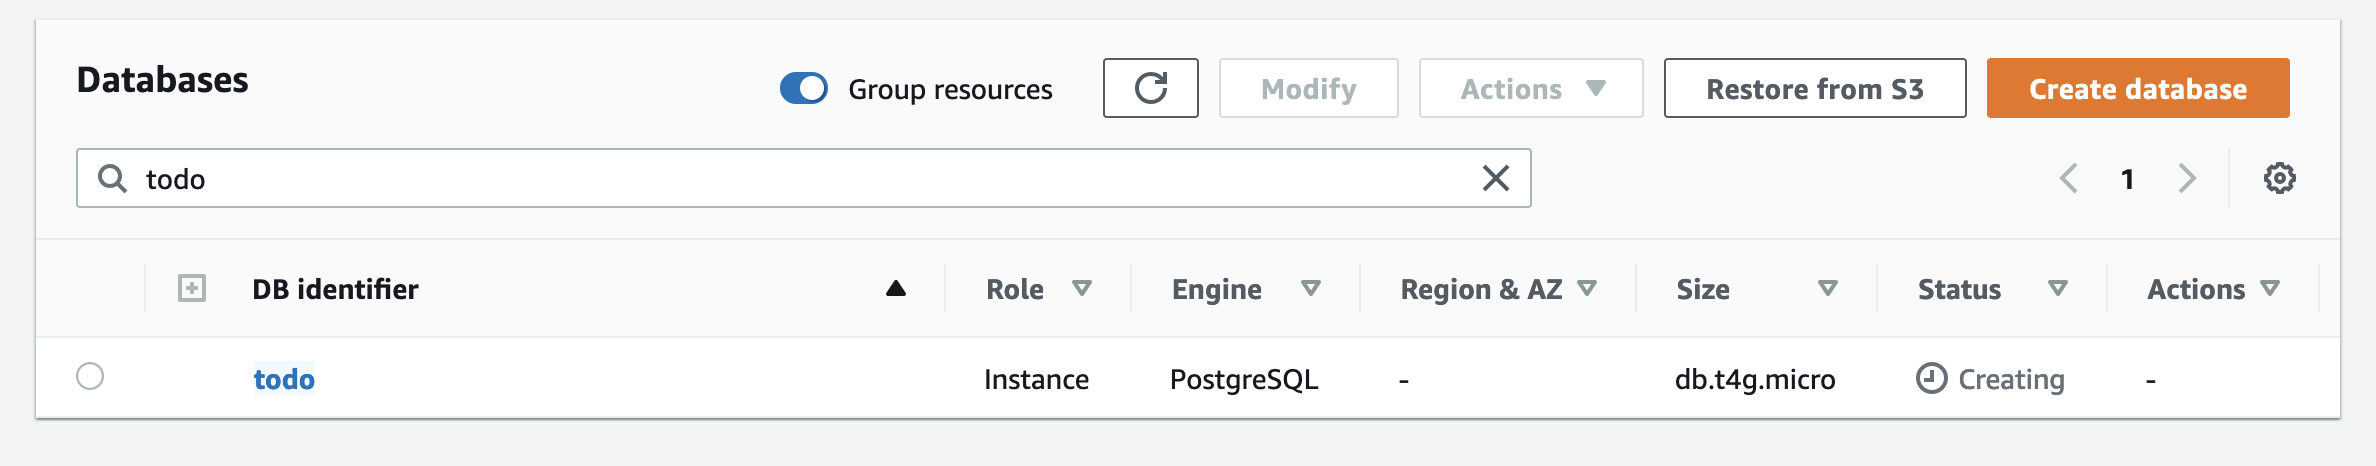 Databases
Group resources
Modify
Actions
Restore from S3
Create database
todo
1
DB identifier Role Engine Region & AZ Size Status Actions
todo Instance PostgreSQL - db.t4g.micro Creating -